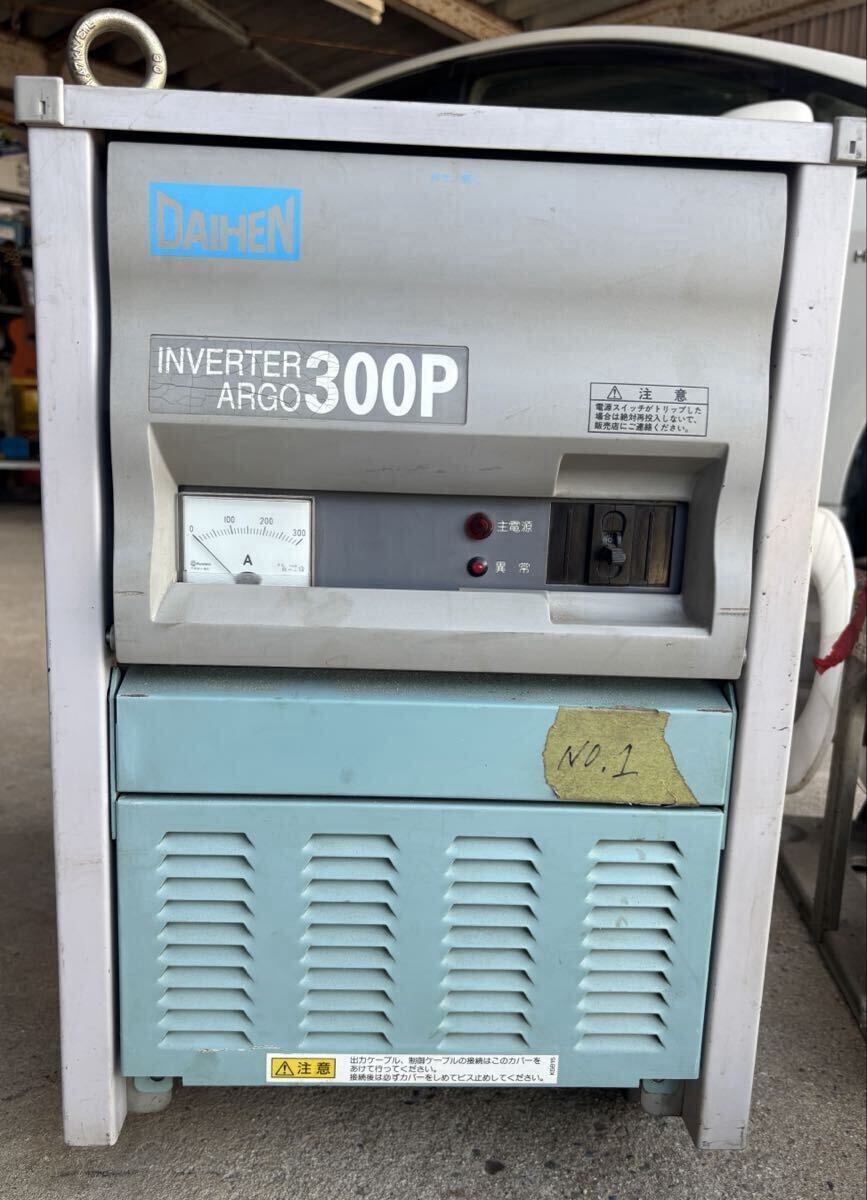 DAIHEN
INVERTER
ARGO 300P
⚠ 注意
電源スイッチがトリップした
場合は絶対再投入しないで、
販売店にご連絡ください。
0 100 200 300
A
主電源
異常
NO.1
⚠注意
出力ケーブル、制御ケーブルの接続はこのカバーを
あけて行ってください。
接続後は必ずカバーをしめてビス止めしてください。
K5815